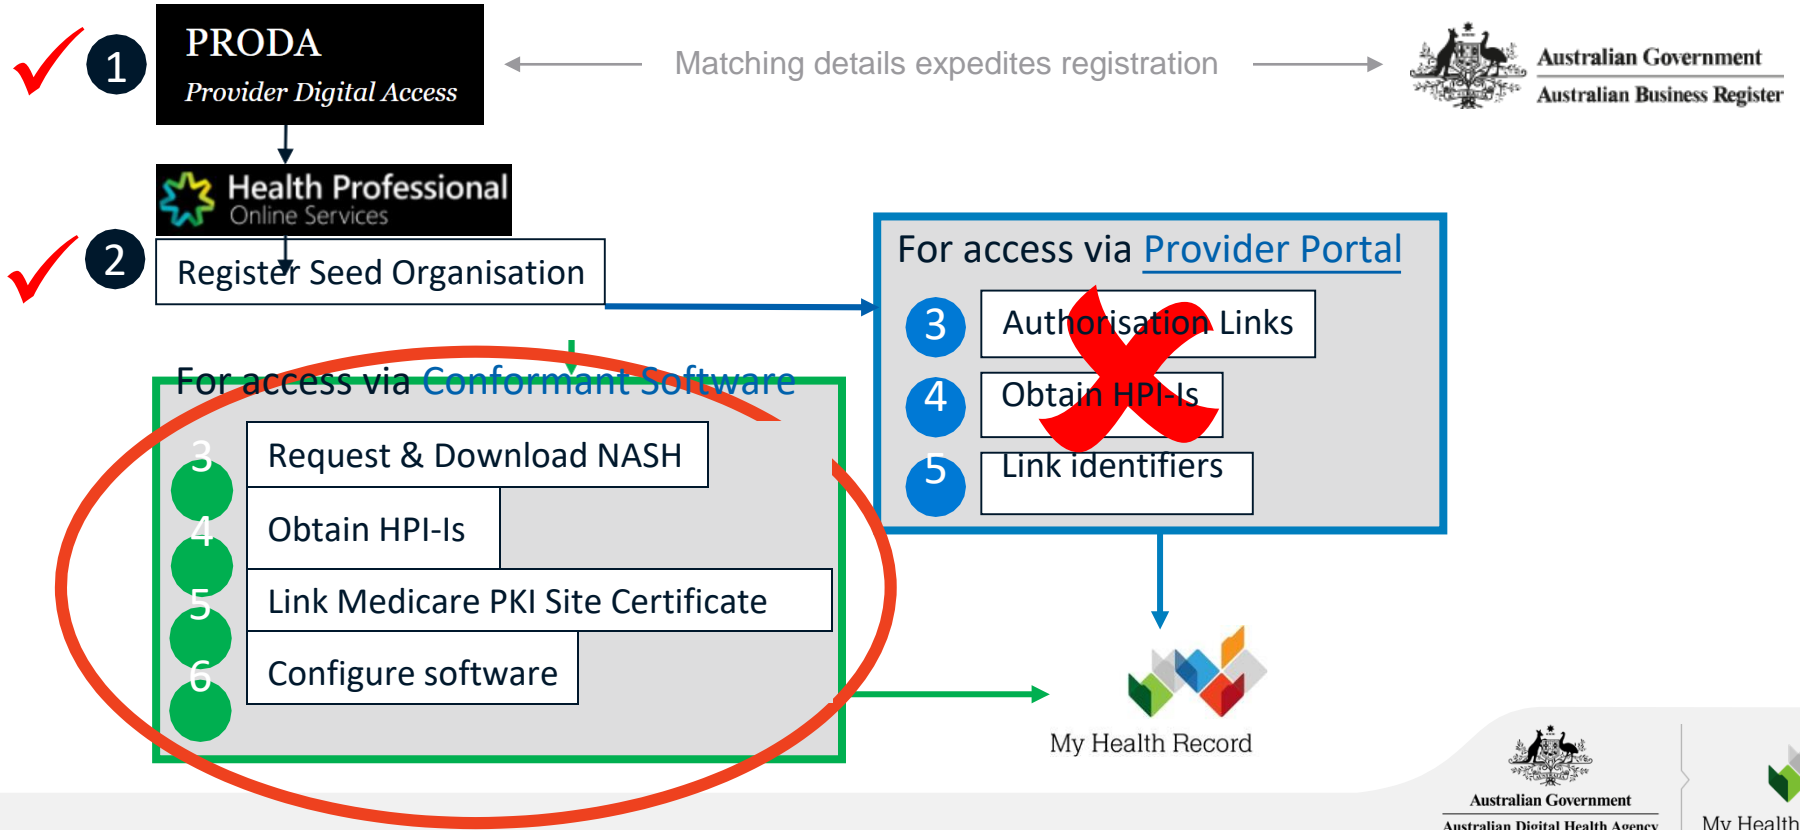 1
PRODA
Provider Digital Access
Matching details expedites registration
Australian Government
Australian Business Register
Health Professional
Online Services
2
Register Seed Organisation
For access via Provider Portal
3
Authorisation Links
4
Obtain HPI-Is
5
Link identifiers
For access via Conformant Software
3
Request & Download NASH
4
Obtain HPI-Is
5
Link Medicare PKI Site Certificate
6
Configure software
My Health Record
Australian Government
Australian Digital Health Agency
My Health